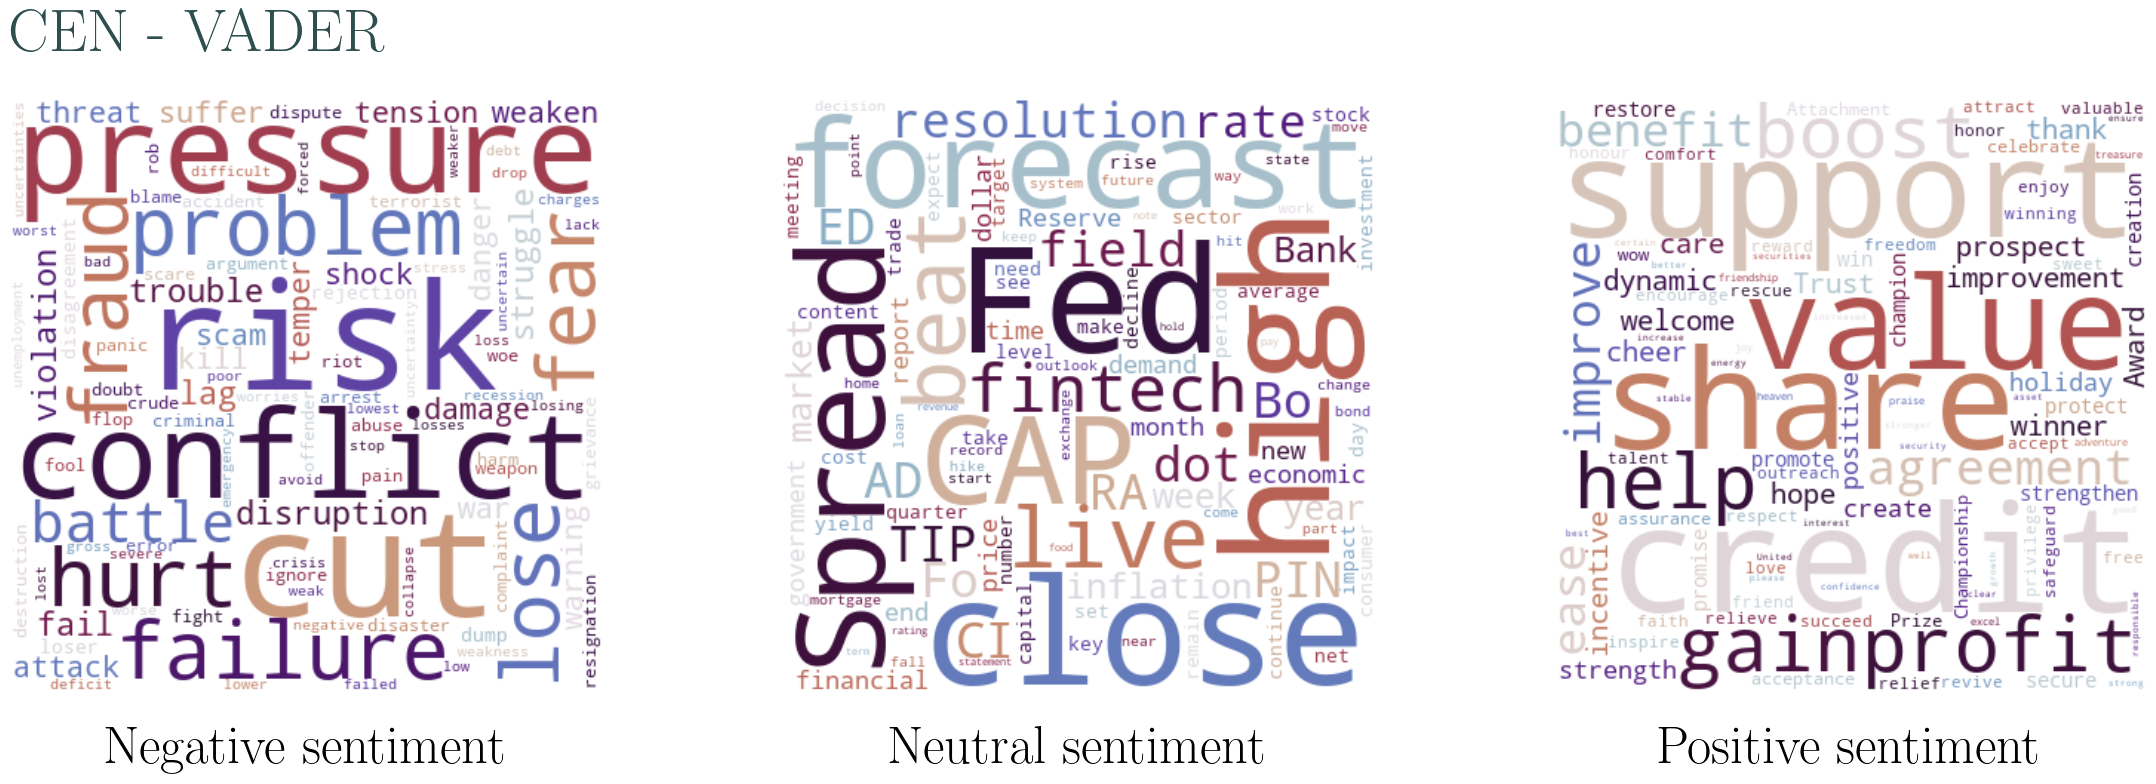 CEN - VADER
threat suffer dispute tension weaken
uncertainties
pressure
rob
difficult
forced
weaker
debt
drop
blame
accident
terrorist
charges
worst
fraud
problem
danger
struggle
lack
bad
disagreement
violation
scare
argument
temper
shock
stress
uncertain
fear
trouble
rejection
unemployment
panic
scam
risk
uncertainty
loss
woe
kill
riot
poor
doubt
crude
lag
worries
arrest
recession
flop
criminal
lowest
abuse
losses
damage
losing
offender
stop
conflict
fool
emergency
avoid
pain
harm
weapon
grievance
battle
disruption
war
lose
warning
gross
error
severe
destruction
lost
hurt
cut
crisis
ignore
weak
collapse
complaint
worse
fight
fail
negative
disaster
resignation
loser
failure
dump
weakness
attack
low
deficit
lower
failed
Negative sentiment
decision
resolution
rate
stock
move
forecast
point
meeting
expect
dollar
target
rise
state
system
future
way
investment
ED
Reserve
note
sector
work
trade
beat
keep
field
hit
high
Bank
spread
Fed
need
see
decline
average
content
report
time
make
hold
period
market
level
outlook
demand
pay
home
fintech
Bo
change
revenue
exchange
bond
loan
CAP
month
day
cost
take
record
hike
start
dot
new
economic
AD
RA
week
government
quarter
come
year
yield
TIP
price
number
live
food
part
impact
consumer
Fo
inflation
PIN
mortgage
end
capital
close
set
remain
continue
rating
CI
key
near
term
statement
fall
net
financial
Neutral sentiment
restore
Attachment
attract
valuable
ensure
benefit
boost
honor
thank
honour
comfort
celebrate
treasure
support
enjoy
winning
creation
certain
care
reward
freedom
prospect
wow
better
securities
win
sweet
improve
dynamic
friendship
improvement
encourage
rescue
Trust
champion
welcome
increased
value
increase
cheer
energy
joy
Award
share
holiday
stable
heaven
positive
praise
asset
protect
stronger
winner
security
accept
adventure
talent
promote
outreach
agreement
help
hope
strengthen
create
incentive
assurance
respect
interest
Championship
privilege
safeguard
good
best
ease
promise
credit
United
love
please
well
free
confidence
growth
clear
friend
faith
relieve
succeed
Prize
excel
responsible
inspire
gain
profit
strength
acceptance
relief
revive
secure
strong
Positive sentiment